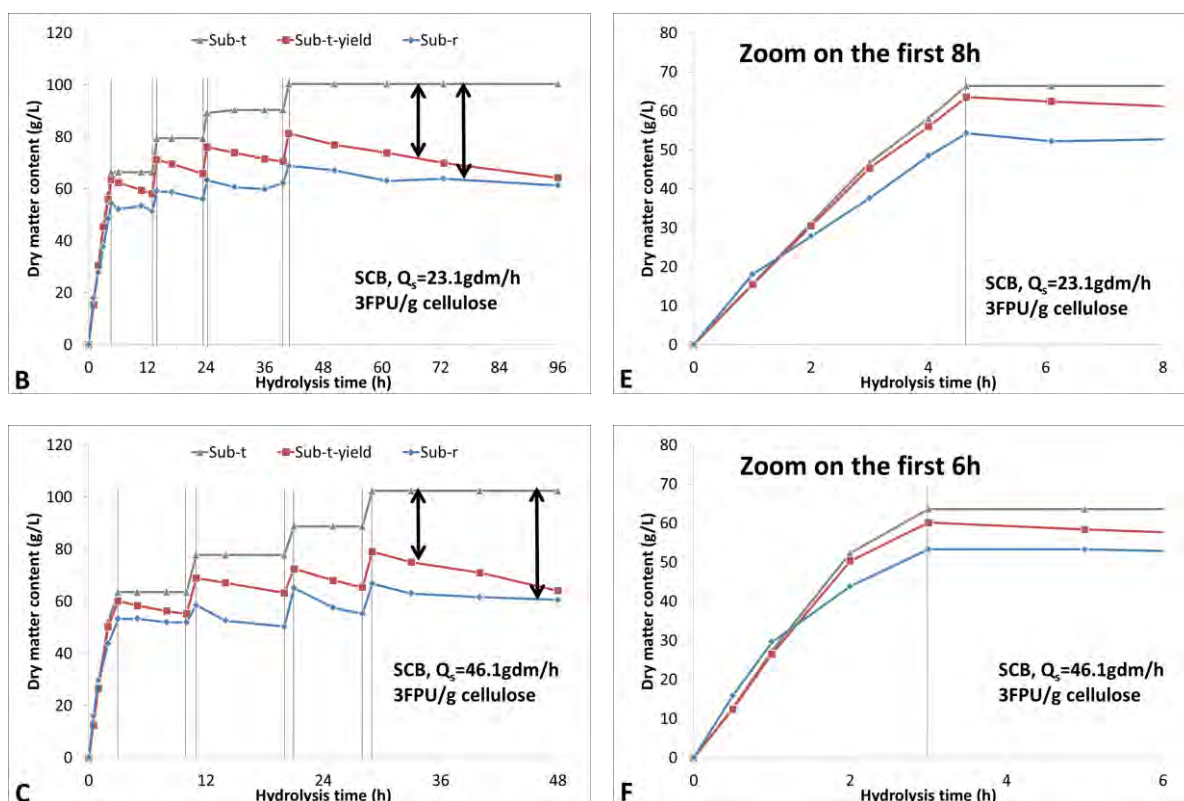 120
100
80
60
40
20
0
Dry matter content (g/L)
Sub-t
Sub-t-yield
Sub-r
SCB, Qs=23.1gdm/h
3FPU/g cellulose
0 12 24 36 48 60 72 84 96
Hydrolysis time (h)
B
80
70
60
50
40
30
20
10
0
Dry matter content (g/L)
Zoom on the first 8h
SCB, Qs=23.1gdm/h
3FPU/g cellulose
0 2 4 6 8
Hydrolysis time (h)
E
120
100
80
60
40
20
0
Dry matter content (g/L)
Sub-t
Sub-t-yield
Sub-r
SCB, Qs=46.1gdm/h
3FPU/g cellulose
0 12 24 36 48
Hydrolysis time (h)
C
80
70
60
50
40
30
20
10
0
Dry matter content (g/L)
Zoom on the first 6h
SCB, Qs=46.1gdm/h
3FPU/g cellulose
0 2 4 6
Hydrolysis time (h)
F